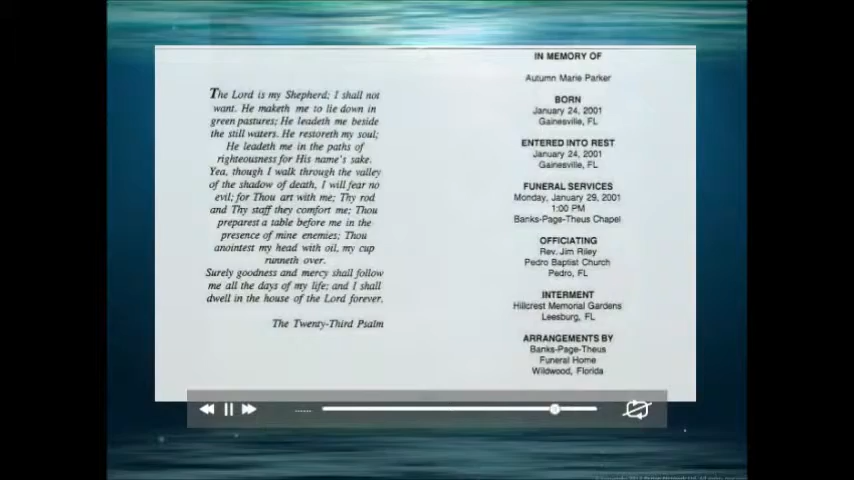 The Lord is my Shepherd; I shall not
want. He maketh me to lie down in
green pastures; He leadeth me beside
the still waters. He restoreth my soul;
He leadeth me in the paths of
righteousness for His name's sake.
Yea, though I walk through the valley
of the shadow of death, I will fear no
evil; for Thou art with me; Thy rod
and Thy staff they comfort me; Thou
preparest a table before me in the
presence of mine enemies; Thou
anointest my head with oil, my cup
runneth over.
Surely goodness and mercy shall follow
me all the days of my life; and I shall
dwell in the house of the Lord forever.
The Twenty-Third Psalm
IN MEMORY OF
Autumn Marie Parker
BORN
January 24, 2001
Gainesville, FL
ENTERED INTO REST
January 24, 2001
Gainesville, FL
FUNERAL SERVICES
Monday, January 29, 2001
1:00 PM
Banks-Page-Theus Chapel
OFFICIATING
Rev. Jim Riley
Pedro Baptist Church
Pedro, FL
INTERMENT
Hillcrest Memorial Gardens
Leesburg, FL
ARRANGEMENTS BY
Banks-Page-Theus
Funeral Home
Wildwood, Florida